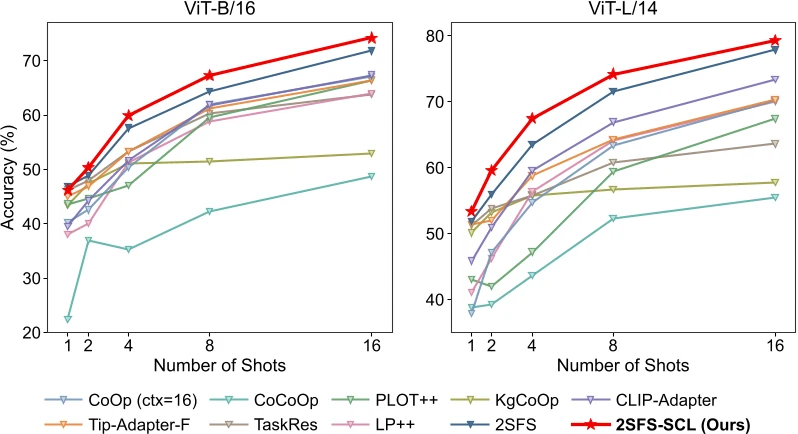 ViT-B/16
ViT-L/14
Accuracy (%)
70
60
50
40
30
20
1 2 4 8 16
Number of Shots
80
70
60
50
40
1 2 4 8 16
Number of Shots
CoOp (ctx=16) CoCoOp PLOT++ KgCoOp CLIP-Adapter
Tip-Adapter-F TaskRes LP++ 2SFS 2SFS-SCL (Ours)